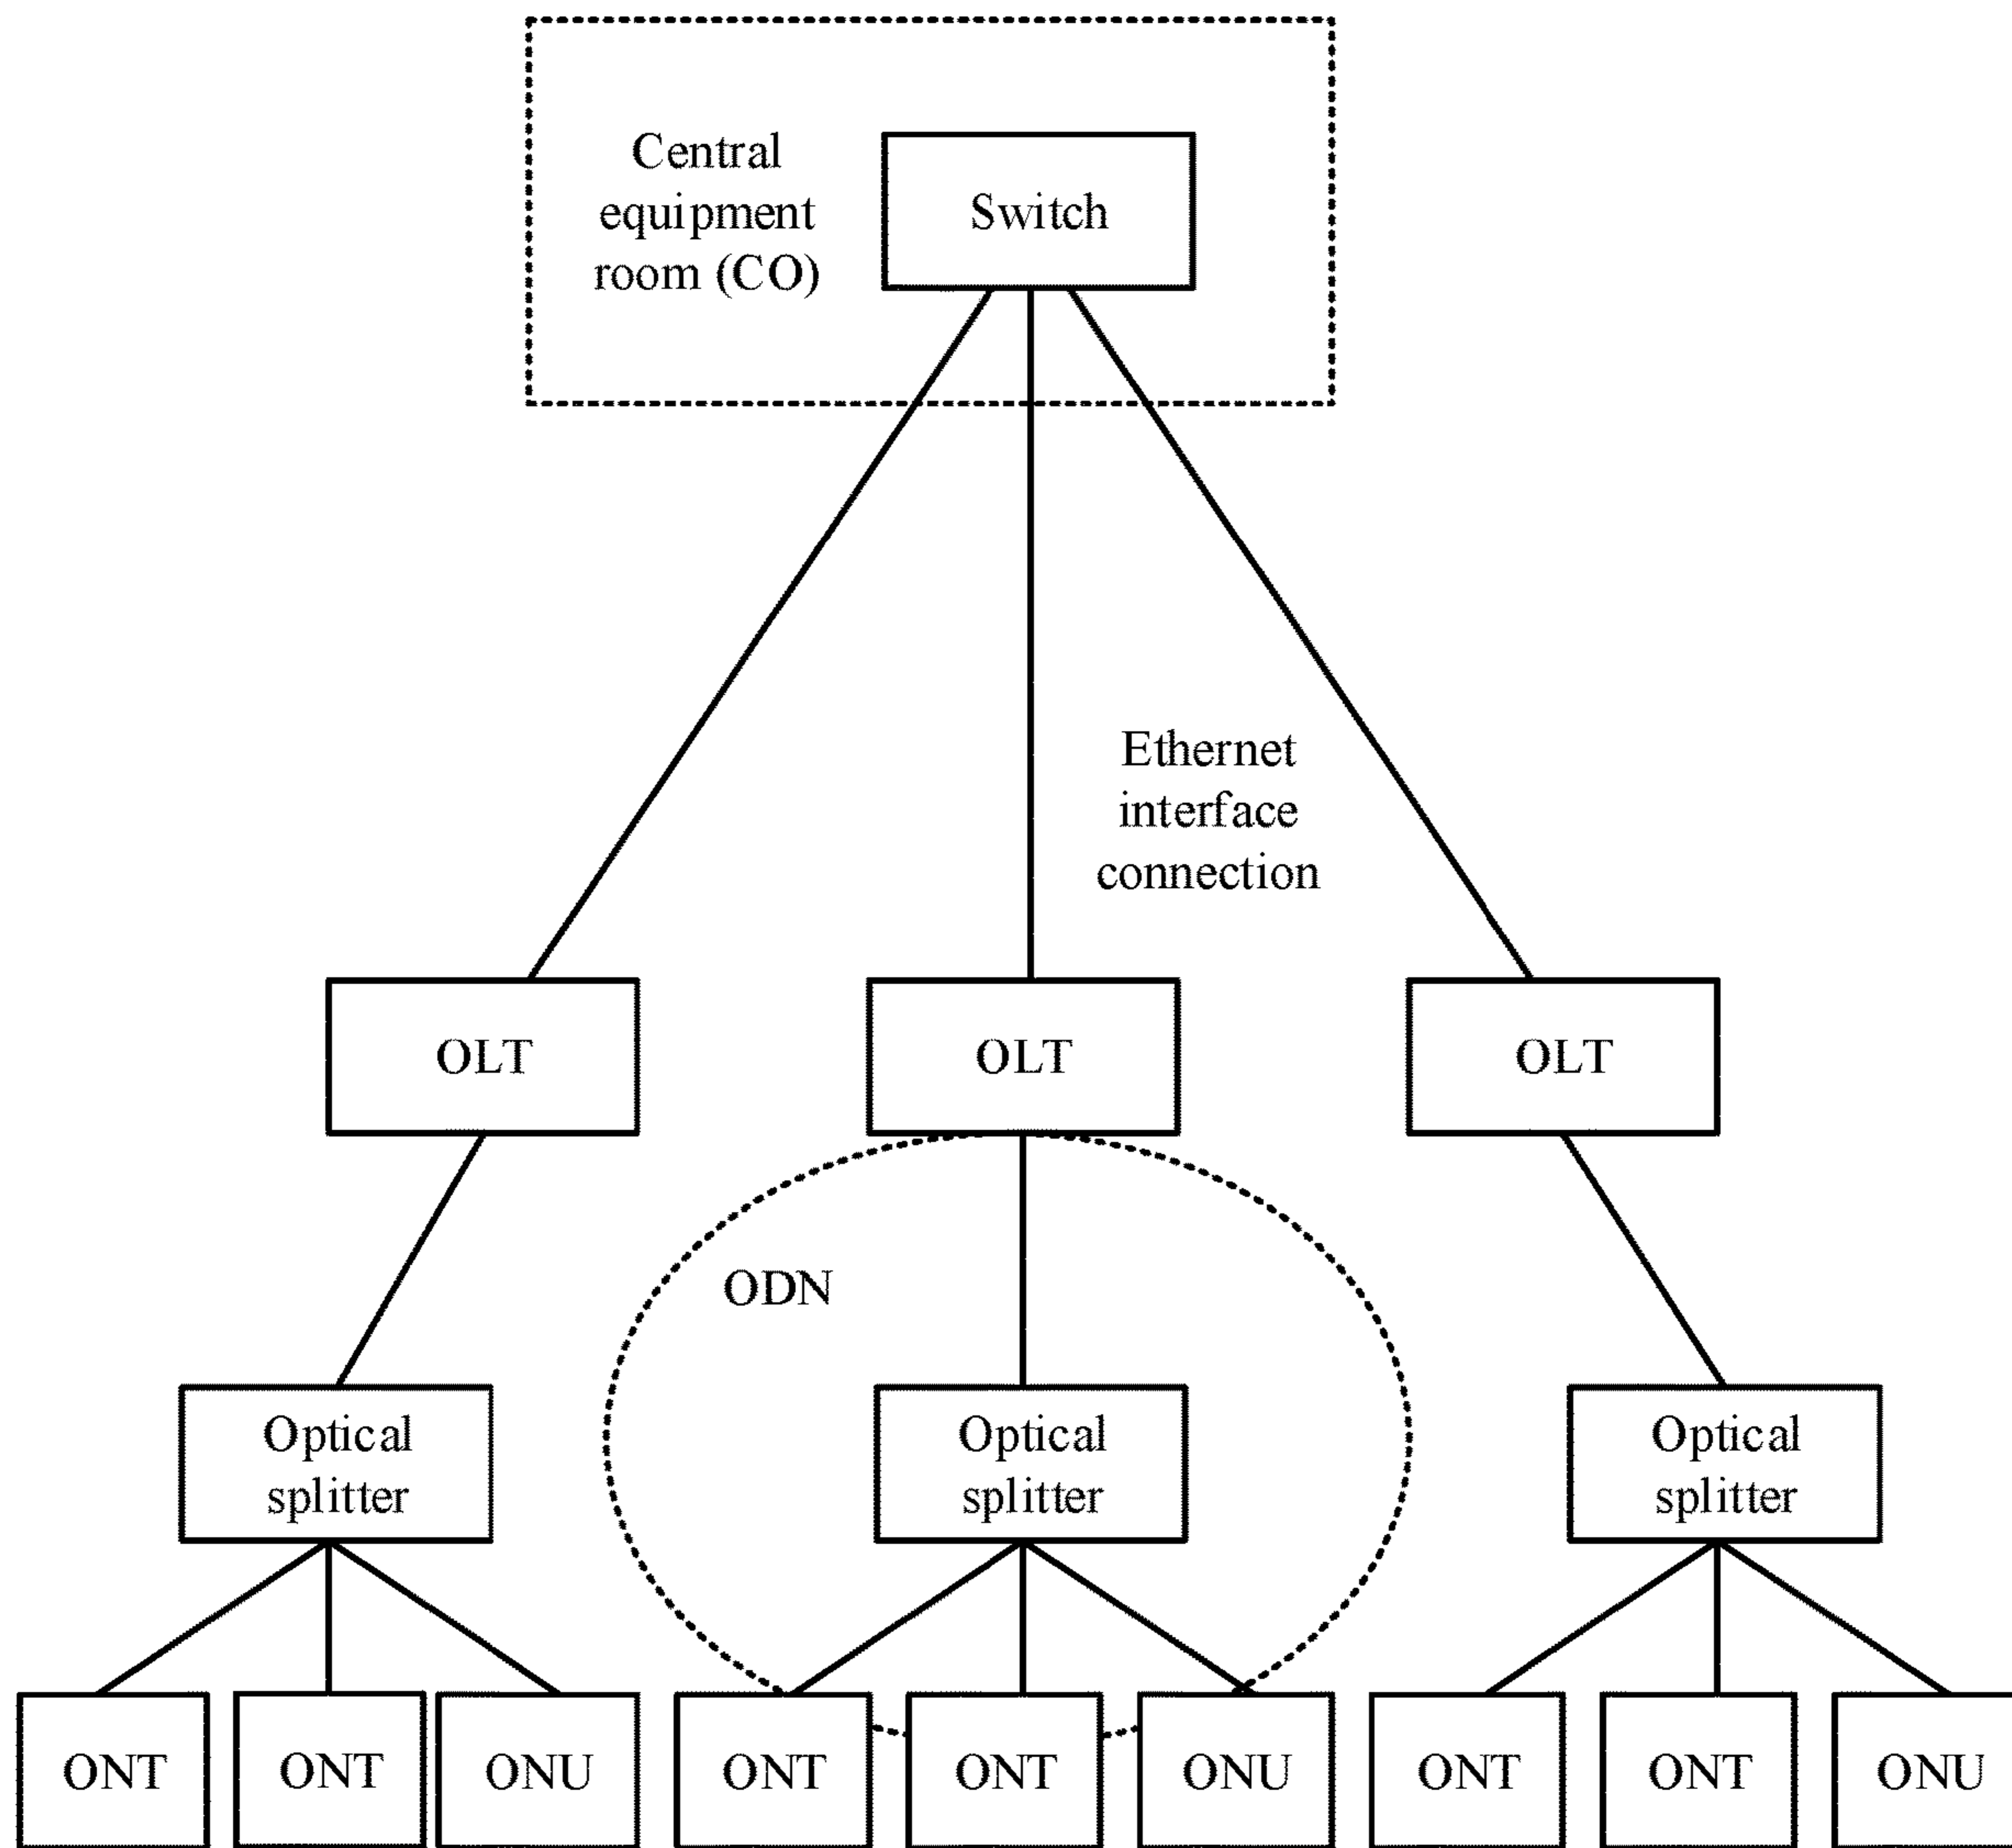 Central
equipment
room (CO)
Switch
Ethernet
interface
connection
OLT
OLT
OLT
ODN
Optical
splitter
Optical
splitter
Optical
splitter
ONT
ONT
ONU
ONT
ONT
ONU
ONT
ONT
ONU